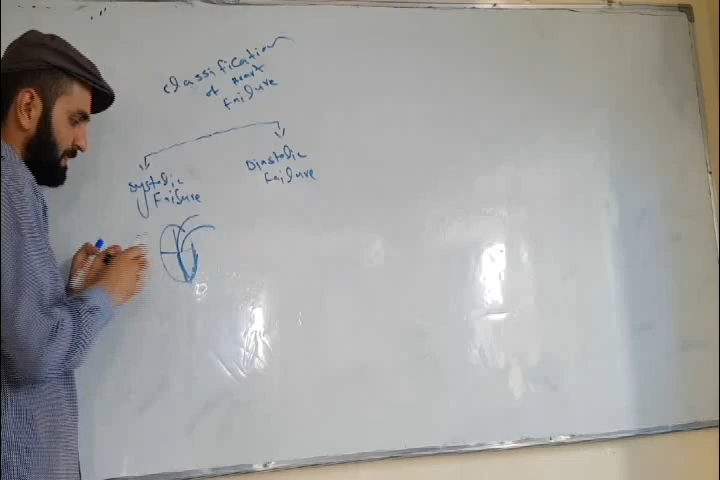 Classification
of Heart
Failure
Systolic
Failure
Diastolic
Failure